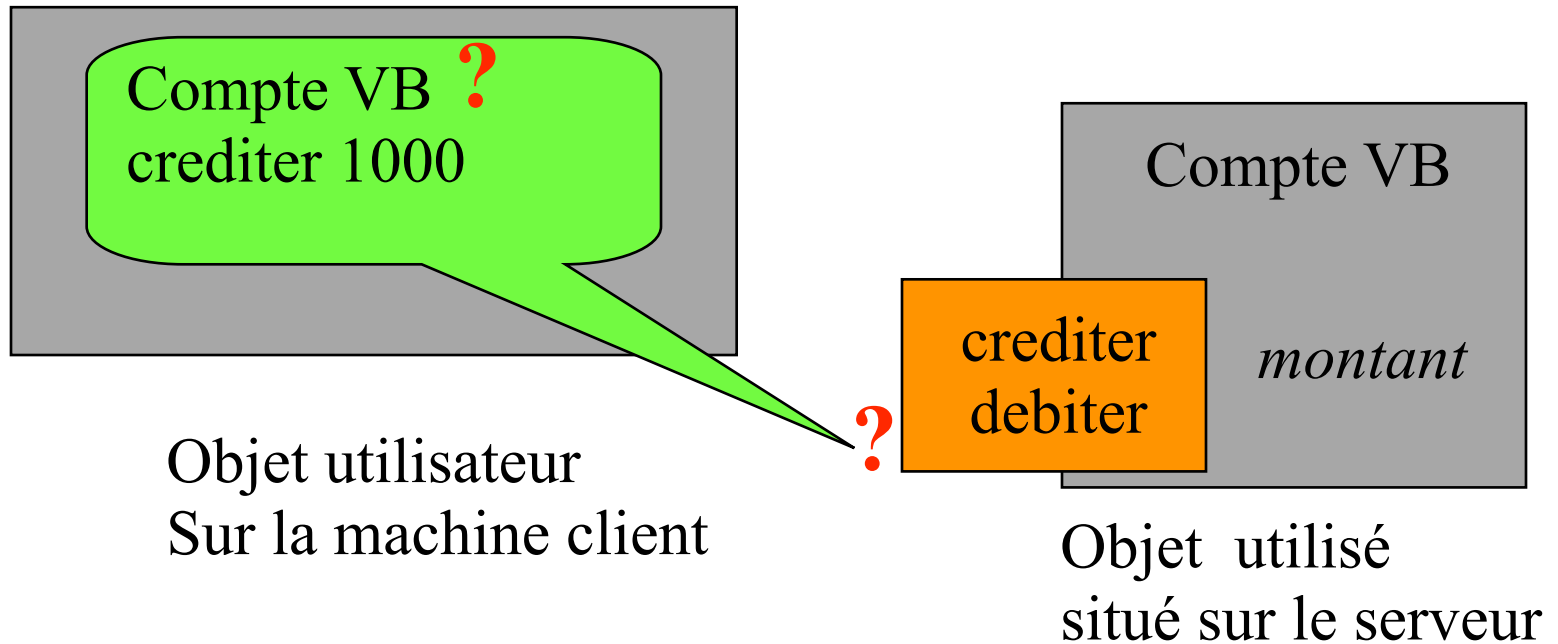 Compte VB ?
crediter 1000
Objet utilisateur
Sur la machine client
?
crediter
debiter
Compte VB
montant
Objet utilisé
situé sur le serveur